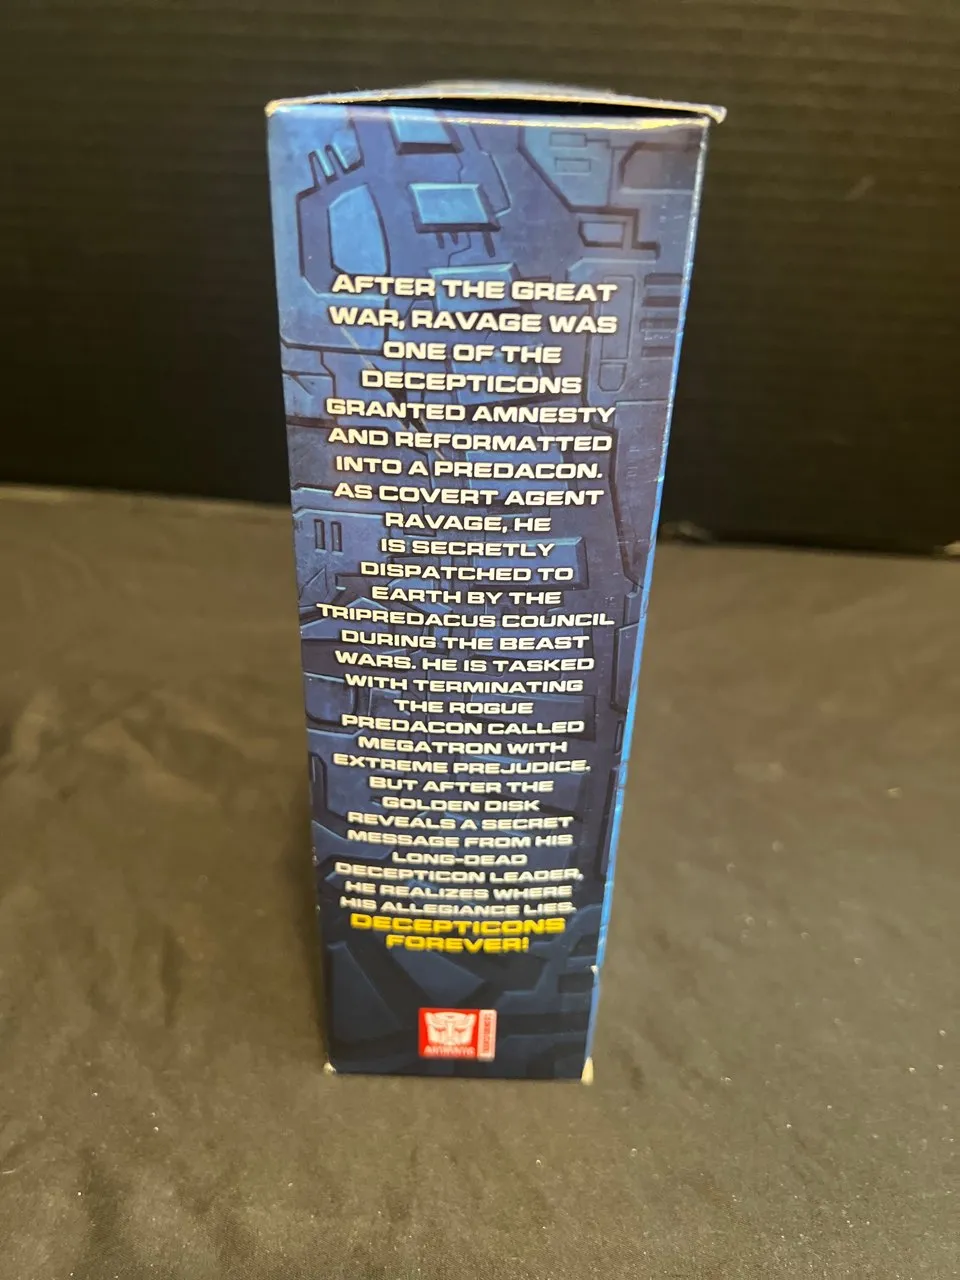 AFTER THE GREAT
WAR, RAVAGE WAS
ONE OF THE
DECEPTICONS
GRANTED AMNESTY
AND REFORMATTED
INTO A PREDACON.
AS COVERT AGENT
RAVAGE, HE
IS SECRETLY
DISPATCHED TO
EARTH BY THE
TRIPREDACUS COUNCIL
DURING THE BEAST
WARS. HE IS TASKED
WITH TERMINATING
THE ROGUE
PREDACON CALLED
MEGATRON WITH
EXTREME PREJUDICE.
BUT AFTER THE
GOLDEN DISK
REVEALS A SECRET
MESSAGE FROM HIS
LONG-DEAD
DECEPTICON LEADER,
HE REALIZES WHERE
HIS ALLEGIANCE LIES.
DECEPTICONS
FOREVER!